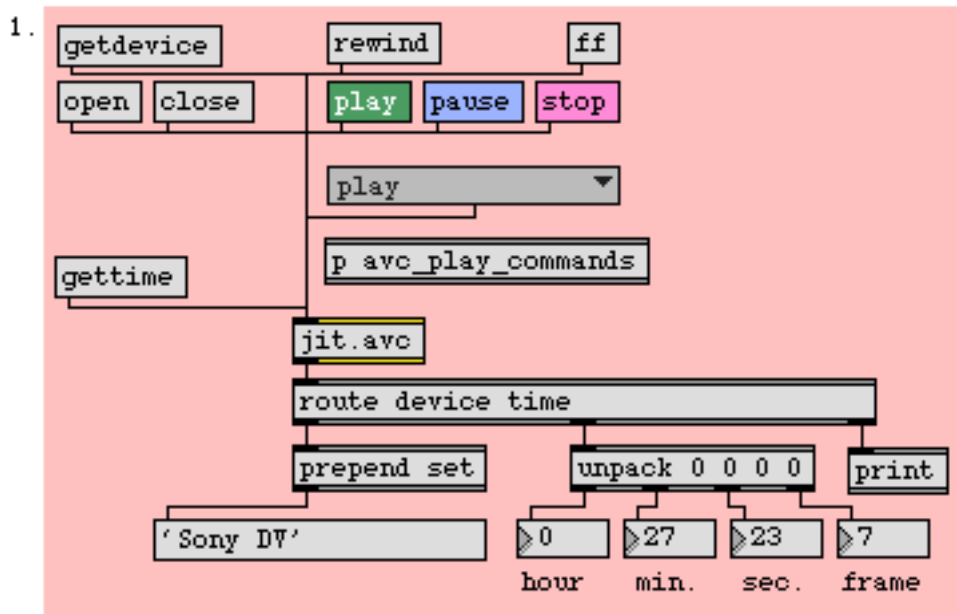 1.
getdevice rewind ff
open close play pause stop
play
p avc_play_commands
gettime
jit.avc
route device time
prepend set unpack 0 0 0 0 print
'Sony DV' 0 27 23 7
hour min. sec. frame